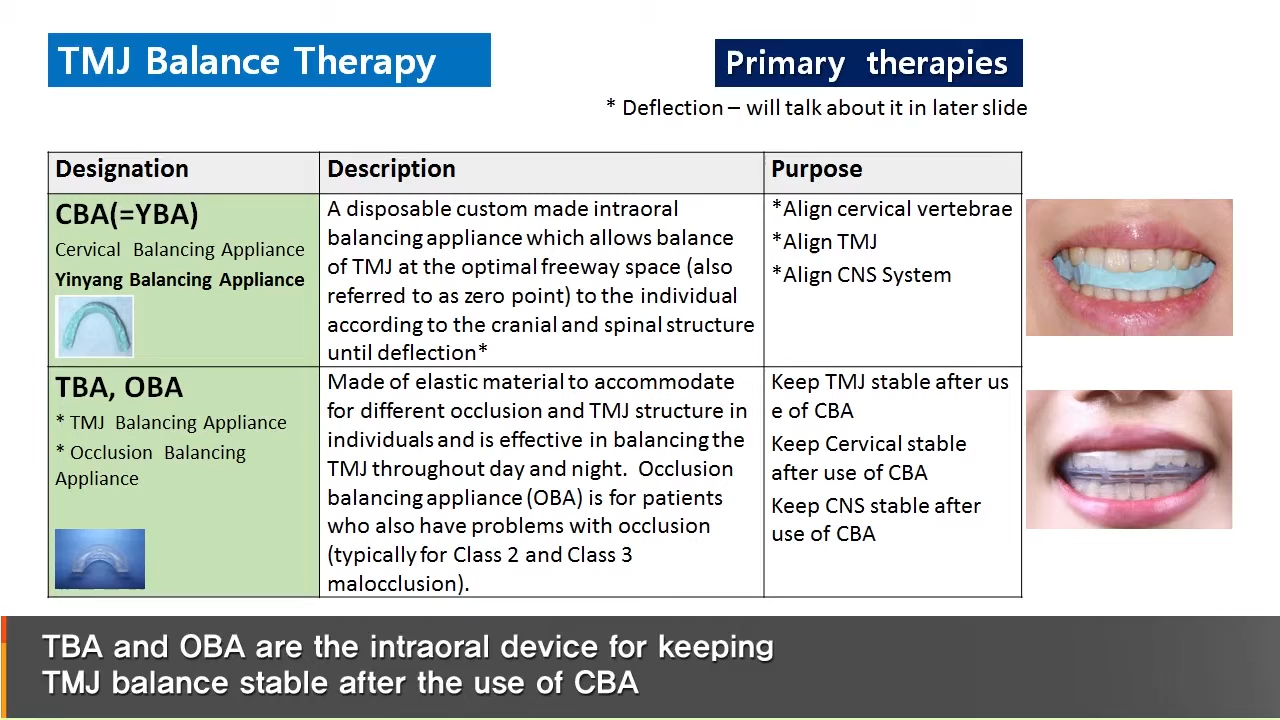 TMJ Balance Therapy
Primary therapies
* Deflection – will talk about it in later slide
Designation
Description
Purpose
CBA(=YBA)
Cervical Balancing Appliance
Yinyang Balancing Appliance
A disposable custom made intraoral
balancing appliance which allows balance
of TMJ at the optimal freeway space (also
referred to as zero point) to the individual
according to the cranial and spinal structure
until deflection*
*Align cervical vertebrae
*Align TMJ
*Align CNS System
TBA, OBA
* TMJ Balancing Appliance
* Occlusion Balancing
Appliance
Made of elastic material to accommodate
for different occlusion and TMJ structure in
individuals and is effective in balancing the
TMJ throughout day and night. Occlusion
balancing appliance (OBA) is for patients
who also have problems with occlusion
(typically for Class 2 and Class 3
malocclusion).
Keep TMJ stable after us
e of CBA
Keep Cervical stable
after use of CBA
Keep CNS stable after
use of CBA
TBA and OBA are the intraoral device for keeping
TMJ balance stable after the use of CBA